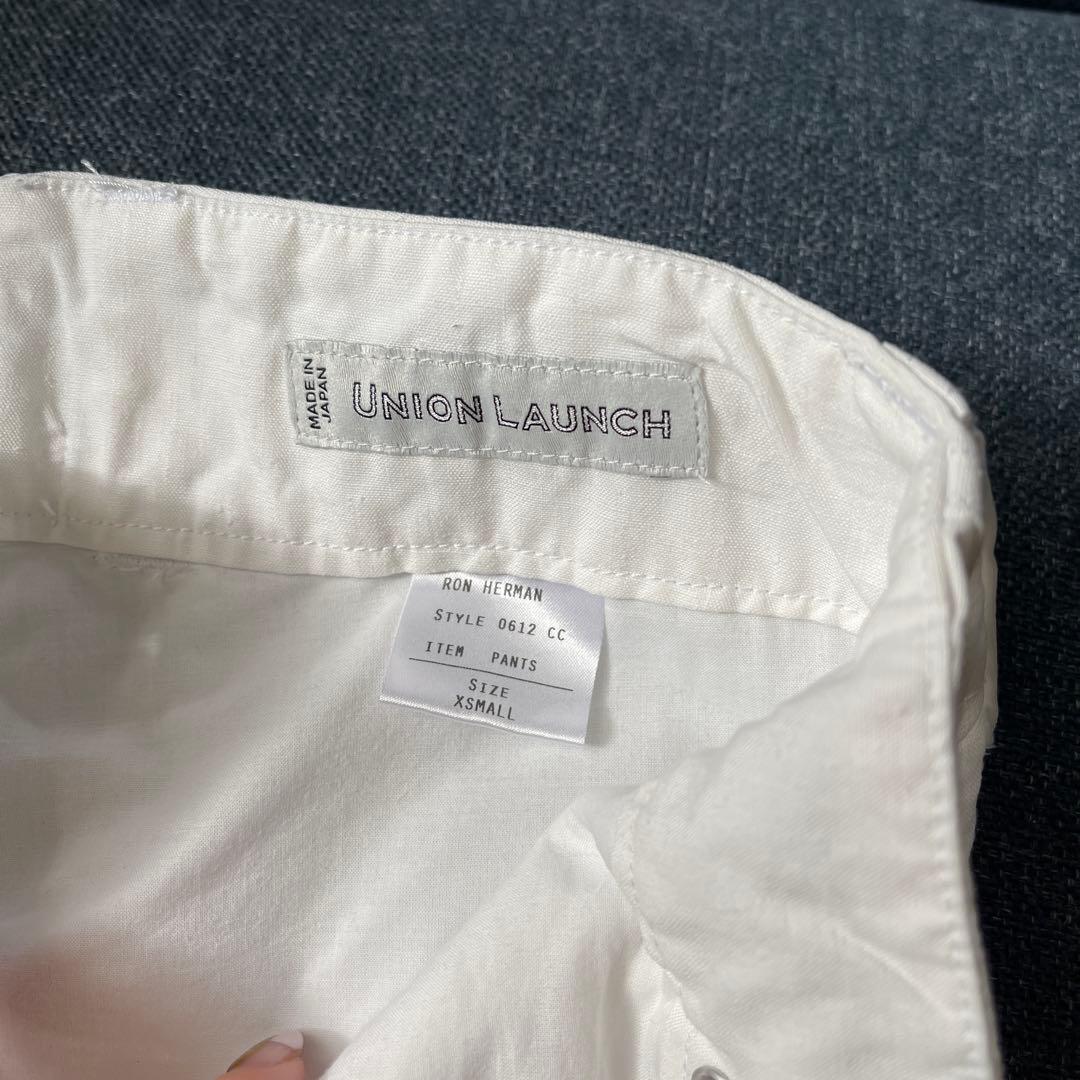 MADE IN
JAPAN
UNION LAUNCH
RON HERMAN
STYLE 0612 CC
ITEM PANTS
SIZE
XSMALL